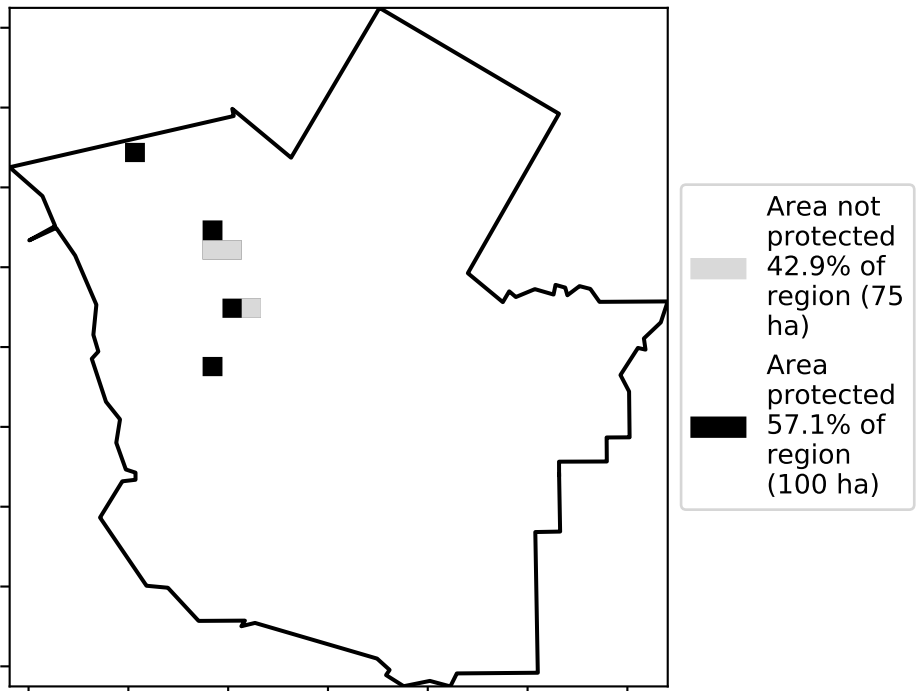 Area not
protected
42.9% of
region (75
ha)
Area
protected
57.1% of
region
(100 ha)